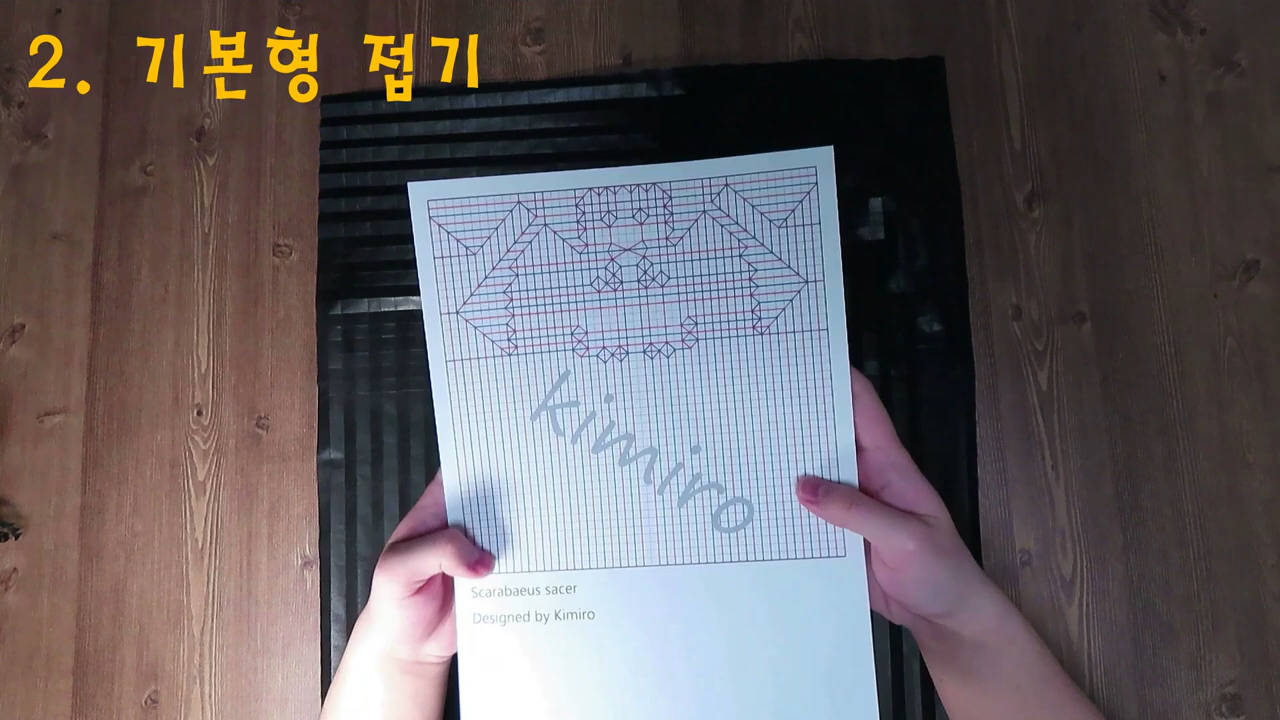 2. 기본형 접기
kimiro
Scarabaeus sacer
Designed by Kimiro